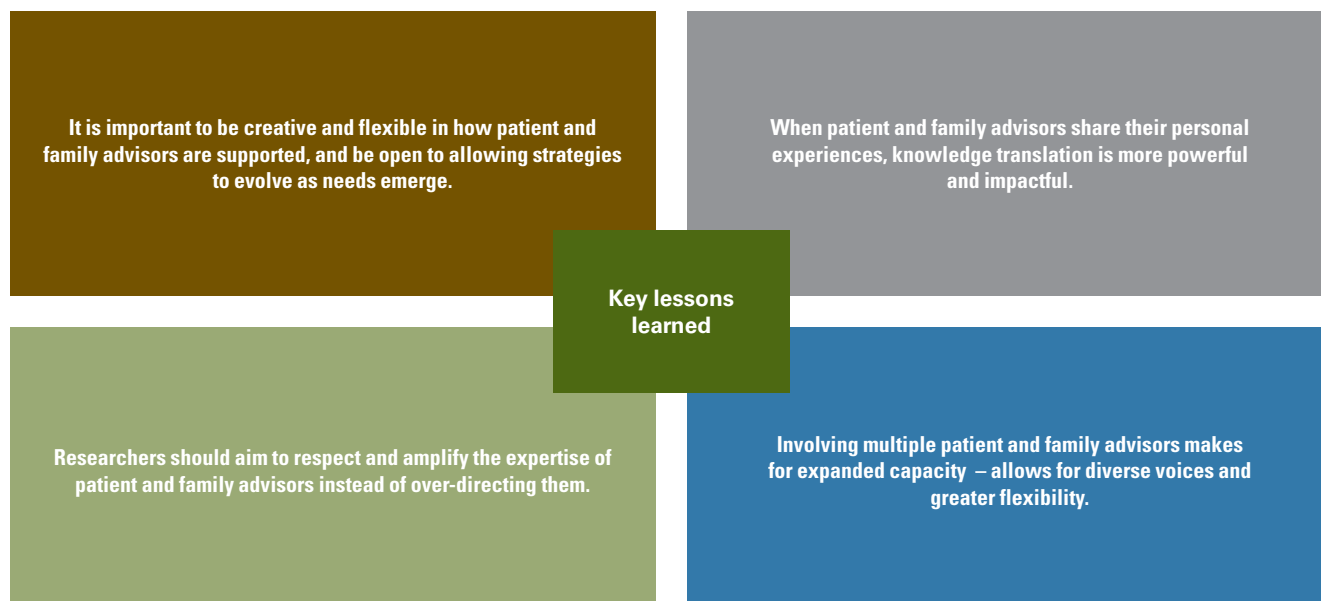 It is important to be creative and flexible in how patient and
family advisors are supported, and be open to allowing strategies
to evolve as needs emerge.
When patient and family advisors share their personal
experiences, knowledge translation is more powerful
and impactful.
Key lessons
learned
Researchers should aim to respect and amplify the expertise of
patient and family advisors instead of over-directing them.
Involving multiple patient and family advisors makes
for expanded capacity – allows for diverse voices and
greater flexibility.